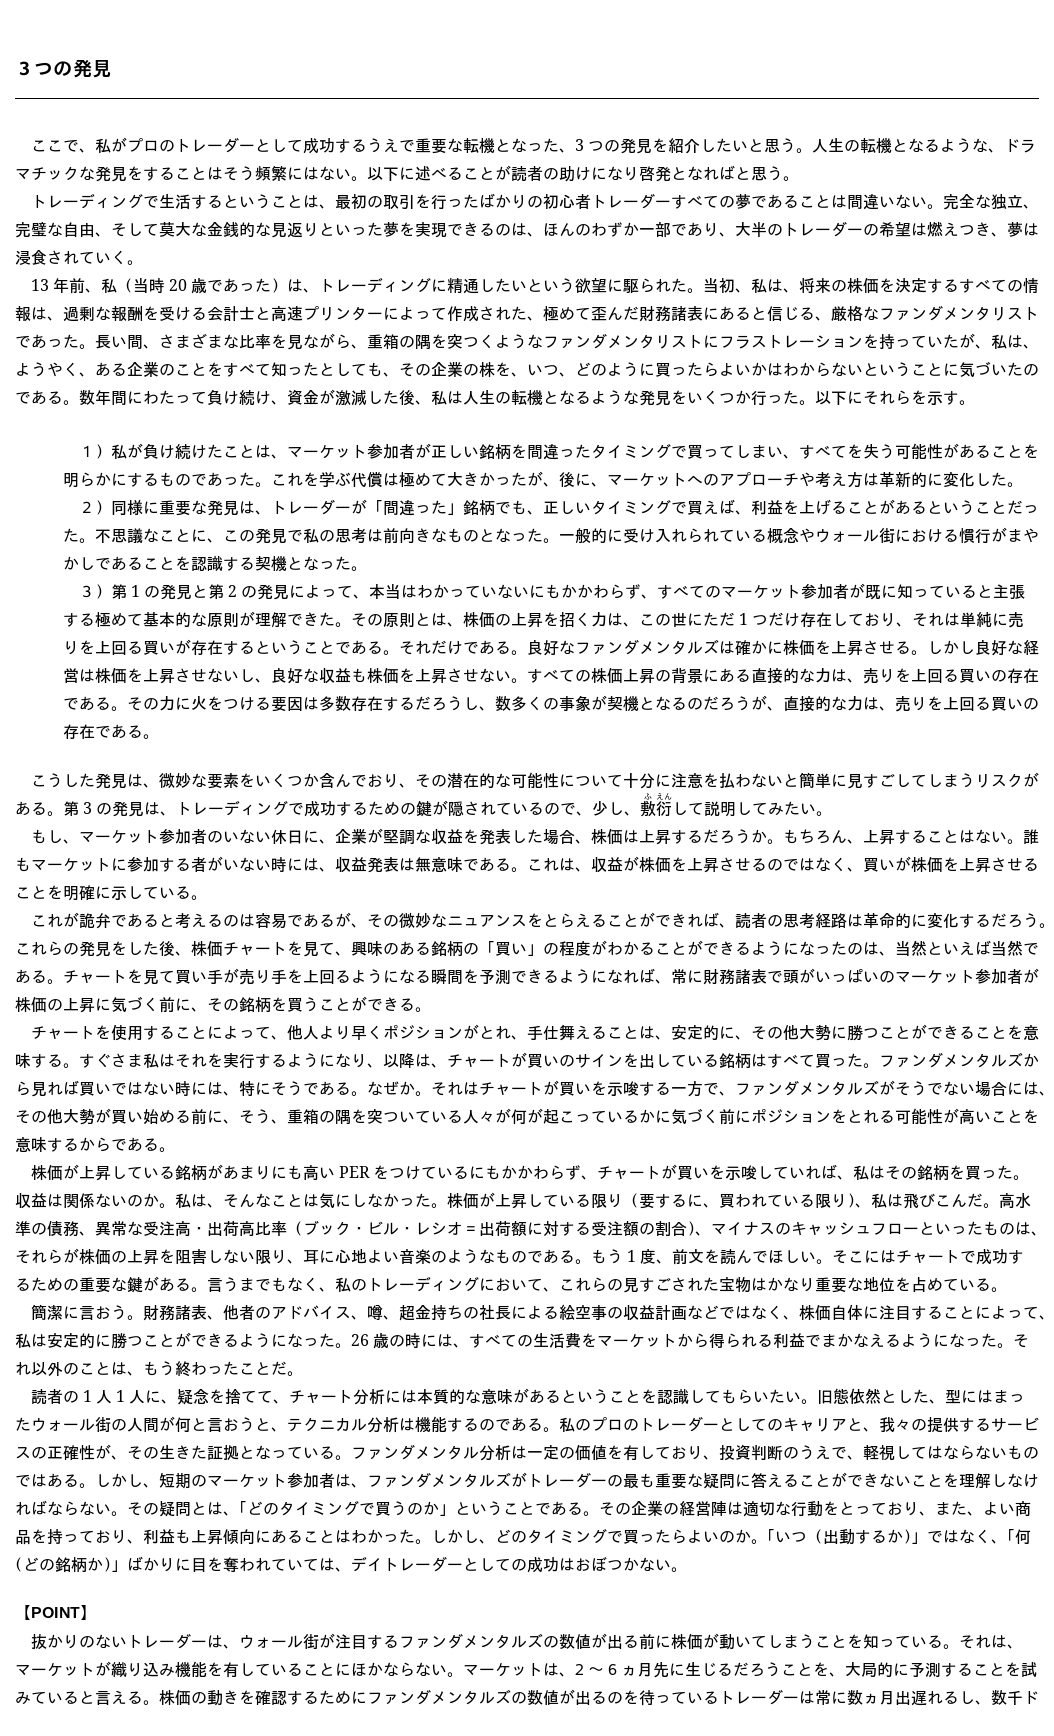 3つの発見
ここで、私がプロのトレーダーとして成功するうえで重要な転機となった、3 つの発見を紹介したいと思う。人生の転機となるような、ドラ
マチックな発見をすることはそう頻繁にはない。以下に述べることが読者の助けになり啓発となればと思う。
トレーディングで生活するということは、最初の取引を行ったばかりの初心者トレーダーすべての夢であることは間違いない。完全な独立、
完璧な自由、そして莫大な金銭的な見返りといった夢を実現できるのは、ほんのわずか一部であり、大半のトレーダーの希望は燃えつき、夢は
浸食されていく。
13 年前、私（当時 20 歳であった）は、トレーディングに精通したいという欲望に駆られた。当初、私は、将来の株価を決定するすべての情
報は、過剰な報酬を受ける会計士と高速プリンターによって作成された、極めて歪んだ財務諸表にあると信じる、厳格なファンダメンタリスト
であった。長い間、さまざまな比率を見ながら、重箱の隅を突つくようなファンダメンタリストにフラストレーションを持っていたが、私は、
ようやく、ある企業のことをすべて知ったとしても、その企業の株を、いつ、どのように買ったらよいかはわからないということに気づいたの
である。数年間にわたって負け続け、資金が激減した後、私は人生の転機となるような発見をいくつか行った。以下にそれらを示す。
１）私が負け続けたことは、マーケット参加者が正しい銘柄を間違ったタイミングで買ってしまい、すべてを失う可能性があることを
明らかにするものであった。これを学ぶ代償は極めて大きかったが、後に、マーケットへのアプローチや考え方は革新的に変化した。
２）同様に重要な発見は、トレーダーが「間違った」銘柄でも、正しいタイミングで買えば、利益を上げることがあるということだっ
た。不思議なことに、この発見で私の思考は前向きなものとなった。一般的に受け入れられている概念やウォール街における慣行がまや
かしであることを認識する契機となった。
３）第 1 の発見と第 2 の発見によって、本当はわかっていないにもかかわらず、すべてのマーケット参加者が既に知っていると主張
する極めて基本的な原則が理解できた。その原則とは、株価の上昇を招く力は、この世にただ 1 つだけ存在しており、それは単純に売
りを上回る買いが存在するということである。それだけである。良好なファンダメンタルズは確かに株価を上昇させる。しかし良好な経
営は株価を上昇させないし、良好な収益も株価を上昇させない。すべての株価上昇の背景にある直接的な力は、売りを上回る買いの存在
である。その力に火をつける要因は多数存在するだろうし、数多くの事象が契機となるのだろうが、直接的な力は、売りを上回る買いの
存在である。
こうした発見は、微妙な要素をいくつか含んでおり、その潜在的な可能性について十分に注意を払わないと簡単に見すごしてしまうリスクが
ある。第 3 の発見は、トレーディングで成功するための鍵が隠されているので、少し、敷衍して説明してみたい。
もし、マーケット参加者のいない休日に、企業が堅調な収益を発表した場合、株価は上昇するだろうか。もちろん、上昇することはない。誰
もマーケットに参加する者がいない時には、収益発表は無意味である。これは、収益が株価を上昇させるのではなく、買いが株価を上昇させる
ことを明確に示している。
これが詭弁であると考えるのは容易であるが、その微妙なニュアンスをとらえることができれば、読者の思考経路は革命的に変化するだろう。
これらの発見をした後、株価チャートを見て、興味のある銘柄の「買い」の程度がわかることができるようになったのは、当然といえば当然で
ある。チャートを見て買い手が売り手を上回るようになる瞬間を予測できるようになれば、常に財務諸表で頭がいっぱいのマーケット参加者が
株価の上昇に気づく前に、その銘柄を買うことができる。
チャートを使用することによって、他人より早くポジションがとれ、手仕舞えることは、安定的に、その他大勢に勝つことができることを意
味する。すぐさま私はそれを実行するようになり、以降は、チャートが買いのサインを出している銘柄はすべて買った。ファンダメンタルズか
ら見れば買いではない時には、特にそうである。なぜか。それはチャートが買いを示唆する一方で、ファンダメンタルズがそうでない場合には、
その他大勢が買い始める前に、そう、重箱の隅を突ついている人々が何が起こっているかに気づく前にポジションをとれる可能性が高いことを
意味するからである。
株価が上昇している銘柄があまりにも高い PER をつけているにもかかわらず、チャートが買いを示唆していれば、私はその銘柄を買った。
収益は関係ないのか。私は、そんなことは気にしなかった。株価が上昇している限り（要するに、買われている限り）、私は飛びこんだ。高水
準の債務、異常な受注高・出荷高比率（ブック・ビル・レシオ＝出荷額に対する受注額の割合）、マイナスのキャッシュフローといったものは、
それらが株価の上昇を阻害しない限り、耳に心地よい音楽のようなものである。もう 1 度、前文を読んでほしい。そこにはチャートで成功す
るための重要な鍵がある。言うまでもなく、私のトレーディングにおいて、これらの見すごされた宝物はかなり重要な地位を占めている。
簡潔に言おう。財務諸表、他者のアドバイス、噂、超金持ちの社長による絵空事の収益計画などではなく、株価自体に注目することによって、
私は安定的に勝つことができるようになった。26 歳の時には、すべての生活費をマーケットから得られる利益でまかなえるようになった。そ
れ以外のことは、もう終わったことだ。
読者の 1 人 1 人に、疑念を捨てて、チャート分析には本質的な意味があるということを認識してもらいたい。旧態依然とした、型にはまっ
たウォール街の人間が何と言おうと、テクニカル分析は機能するのである。私のプロのトレーダーとしてのキャリアと、我々の提供するサービ
スの正確性が、その生きた証拠となっている。ファンダメンタル分析は一定の価値を有しており、投資判断のうえで、軽視してはならないもの
ではある。しかし、短期のマーケット参加者は、ファンダメンタルズがトレーダーの最も重要な疑問に答えることができないことを理解しなけ
ればならない。その疑問とは、「どのタイミングで買うのか」ということである。その企業の経営陣は適切な行動をとっており、また、よい商
品を持っており、利益も上昇傾向にあることはわかった。しかし、どのタイミングで買ったらよいのか。「いつ（出動するか）」ではなく、「何
（どの銘柄か）」ばかりに目を奪われていては、デイトレーダーとしての成功はおぼつかない。
【POINT】
抜かりのないトレーダーは、ウォール街が注目するファンダメンタルズの数値が出る前に株価が動いてしまうことを知っている。それは、
マーケットが織り込み機能を有していることにほかならない。マーケットは、2 ～ 6 ヵ月先に生じるだろうことを、大局的に予測することを試
みていると言える。株価の動きを確認するためにファンダメンタルズの数値が出るのを待っているトレーダーは常に数ヵ月出遅れるし、数千ド